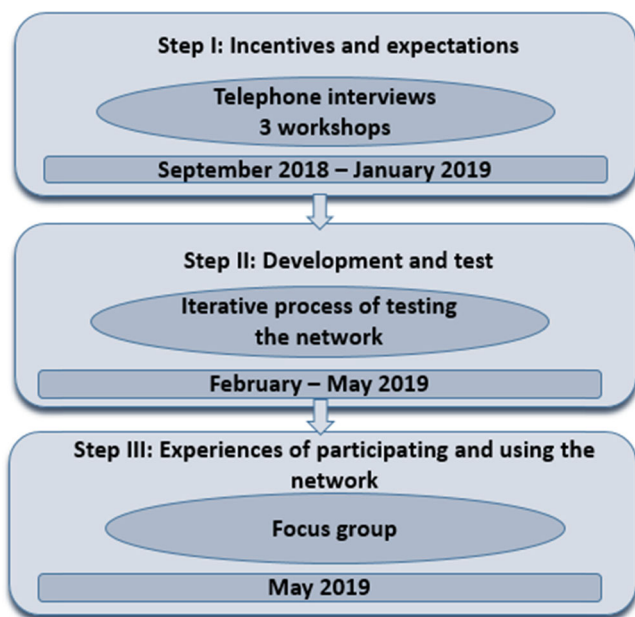 Step I: Incentives and expectations
Telephone interviews
3 workshops
September 2018 – January 2019
Step II: Development and test
Iterative process of testing
the network
February – May 2019
Step III: Experiences of participating and using the
network
Focus group
May 2019